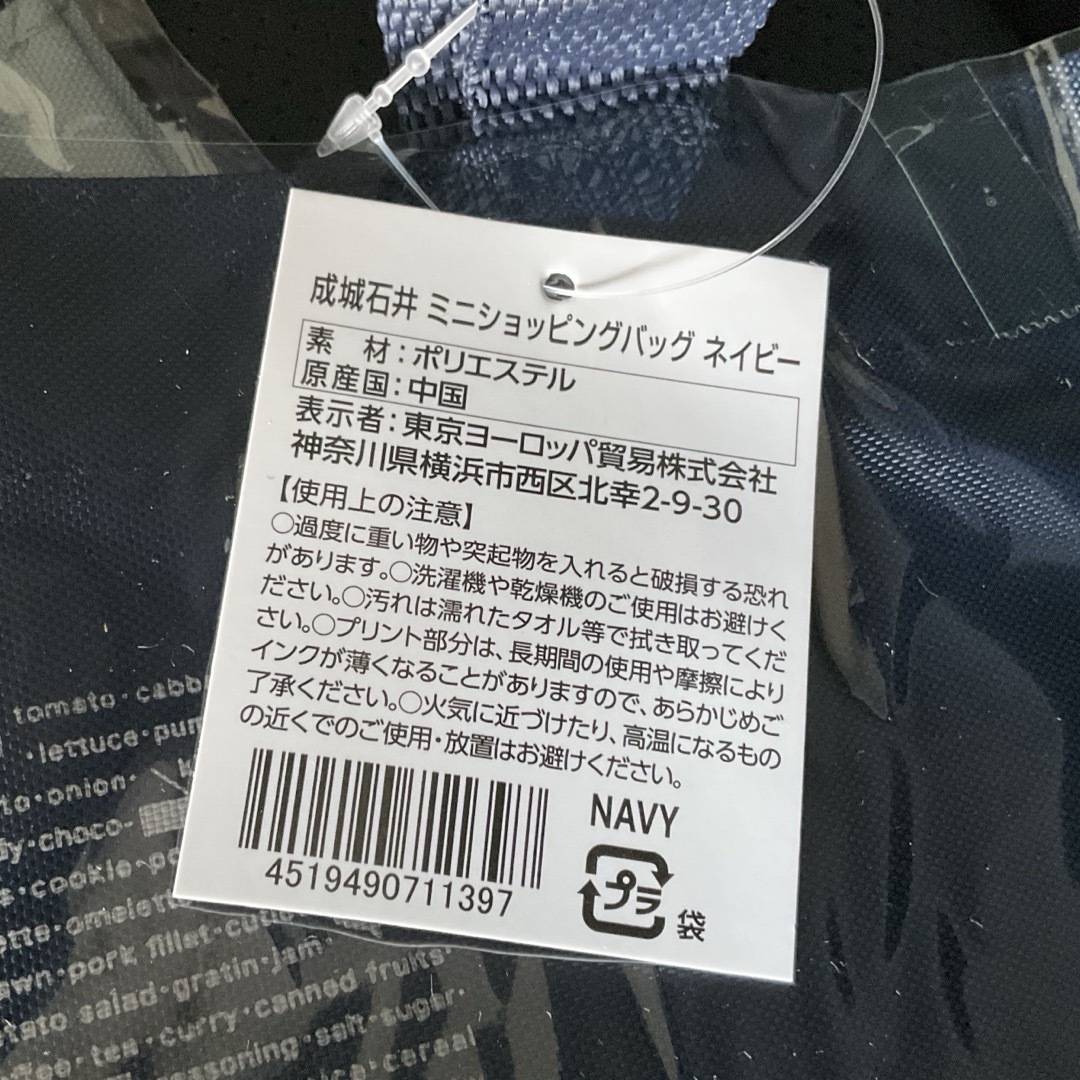 成城石井 ミニショッピングバッグ ネイビー
素　材：ポリエステル
原産国：中国
表示者：東京ヨーロッパ貿易株式会社
神奈川県横浜市西区北幸2-9-30
【使用上の注意】
○過度に重い物や突起物を入れると破損する恐れ
があります。○洗濯機や乾燥機のご使用はお避けく
ださい。○汚れは濡れたタオル等で拭き取ってくだ
さい。○プリント部分は、長期間の使用や摩擦により
インクが薄くなることがありますので、あらかじめご
了承ください。○火気に近づけたり、高温になるもの
の近くでのご使用・放置はお避けください。
4519490711397
NAVY
プラ
袋
tomato·cabb
·lettuce·pum
to·onion·
·choco·
·cookie·
·omelett
·pork fillet·
salad·gratin·jam·
·tea·curry·canned fruits·
·salt·sugar·
·cereal